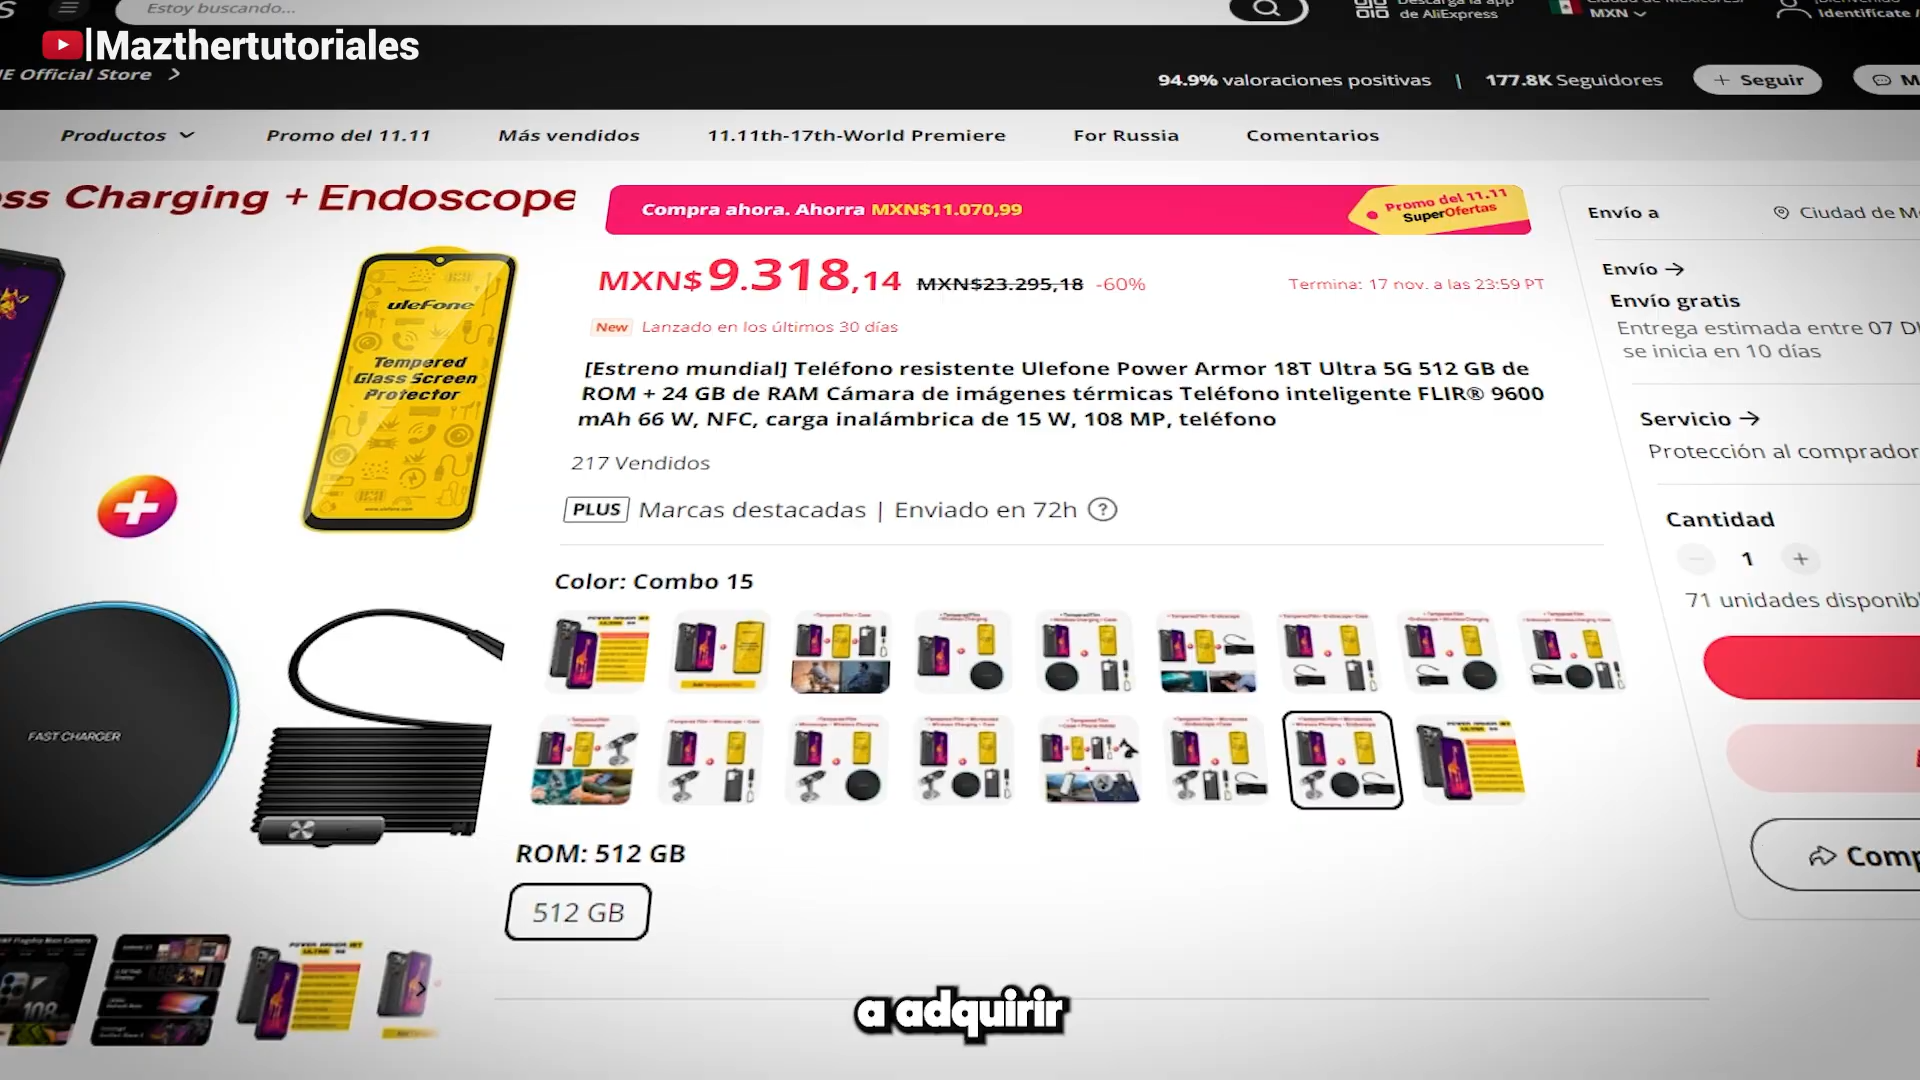 Estoy buscando...
de AliExpress
MXN
Identifícate /
|Mazthertutoriales
Official Store >
94.9% valoraciones positivas | 177.8K Seguidores
+ Seguir
Productos
Promo del 11.11
Más vendidos
11.11th-17th-World Premiere
For Russia
Comentarios
ss Charging + Endoscope
Compra ahora. Ahorra MXN$11.070,99
Promo del 11.11
SuperOfertas
MXN$9.318,14 MXN$23.295,18 -60%
Termina: 17 nov. a las 23:59 PT
New Lanzado en los últimos 30 días
[Estreno mundial] Teléfono resistente Ulefone Power Armor 18T Ultra 5G 512 GB de
ROM + 24 GB de RAM Cámara de imágenes térmicas Teléfono inteligente FLIR® 9600
mAh 66 W, NFC, carga inalámbrica de 15 W, 108 MP, teléfono
217 Vendidos
PLUS Marcas destacadas | Enviado en 72h ?
uleFone
Tempered
Glass Screen
Protector
FAST CHARGER
Color: Combo 15
ROM: 512 GB
512 GB
Envío a
Ciudad de M
Envío →
Envío gratis
Entrega estimada entre 07 D
se inicia en 10 días
Servicio →
Protección al comprador
Cantidad
- 1 +
71 unidades disponibl
Comp
108
a adquirir